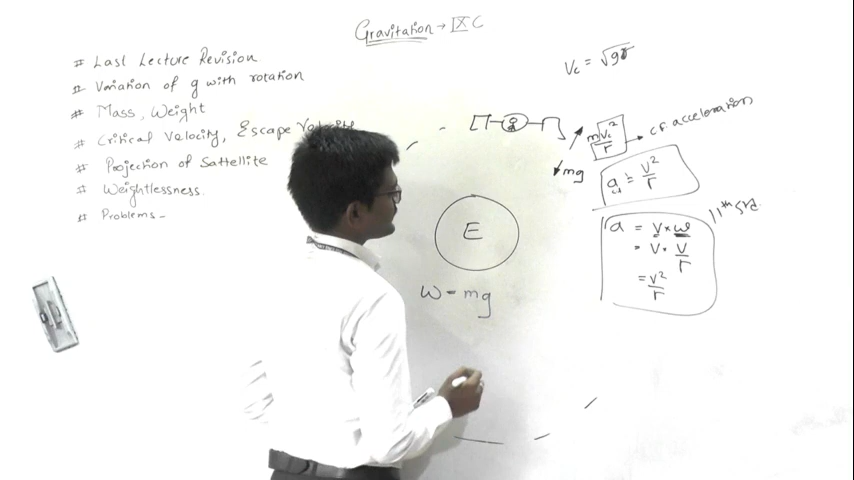 Gravitation → IX C
# Last Lecture Revision
# Variation of g with rotation
# Mass, Weight
# Critical Velocity, Escape Velocity
# Projection of Sattellite
# Weightlessness.
# Problems -
Vc = √gr
mVc²/r → cf. acceleration
mg
a = V²/r
11th std.
a = V × ω
= V · V/r
= V²/r
E
W = mg